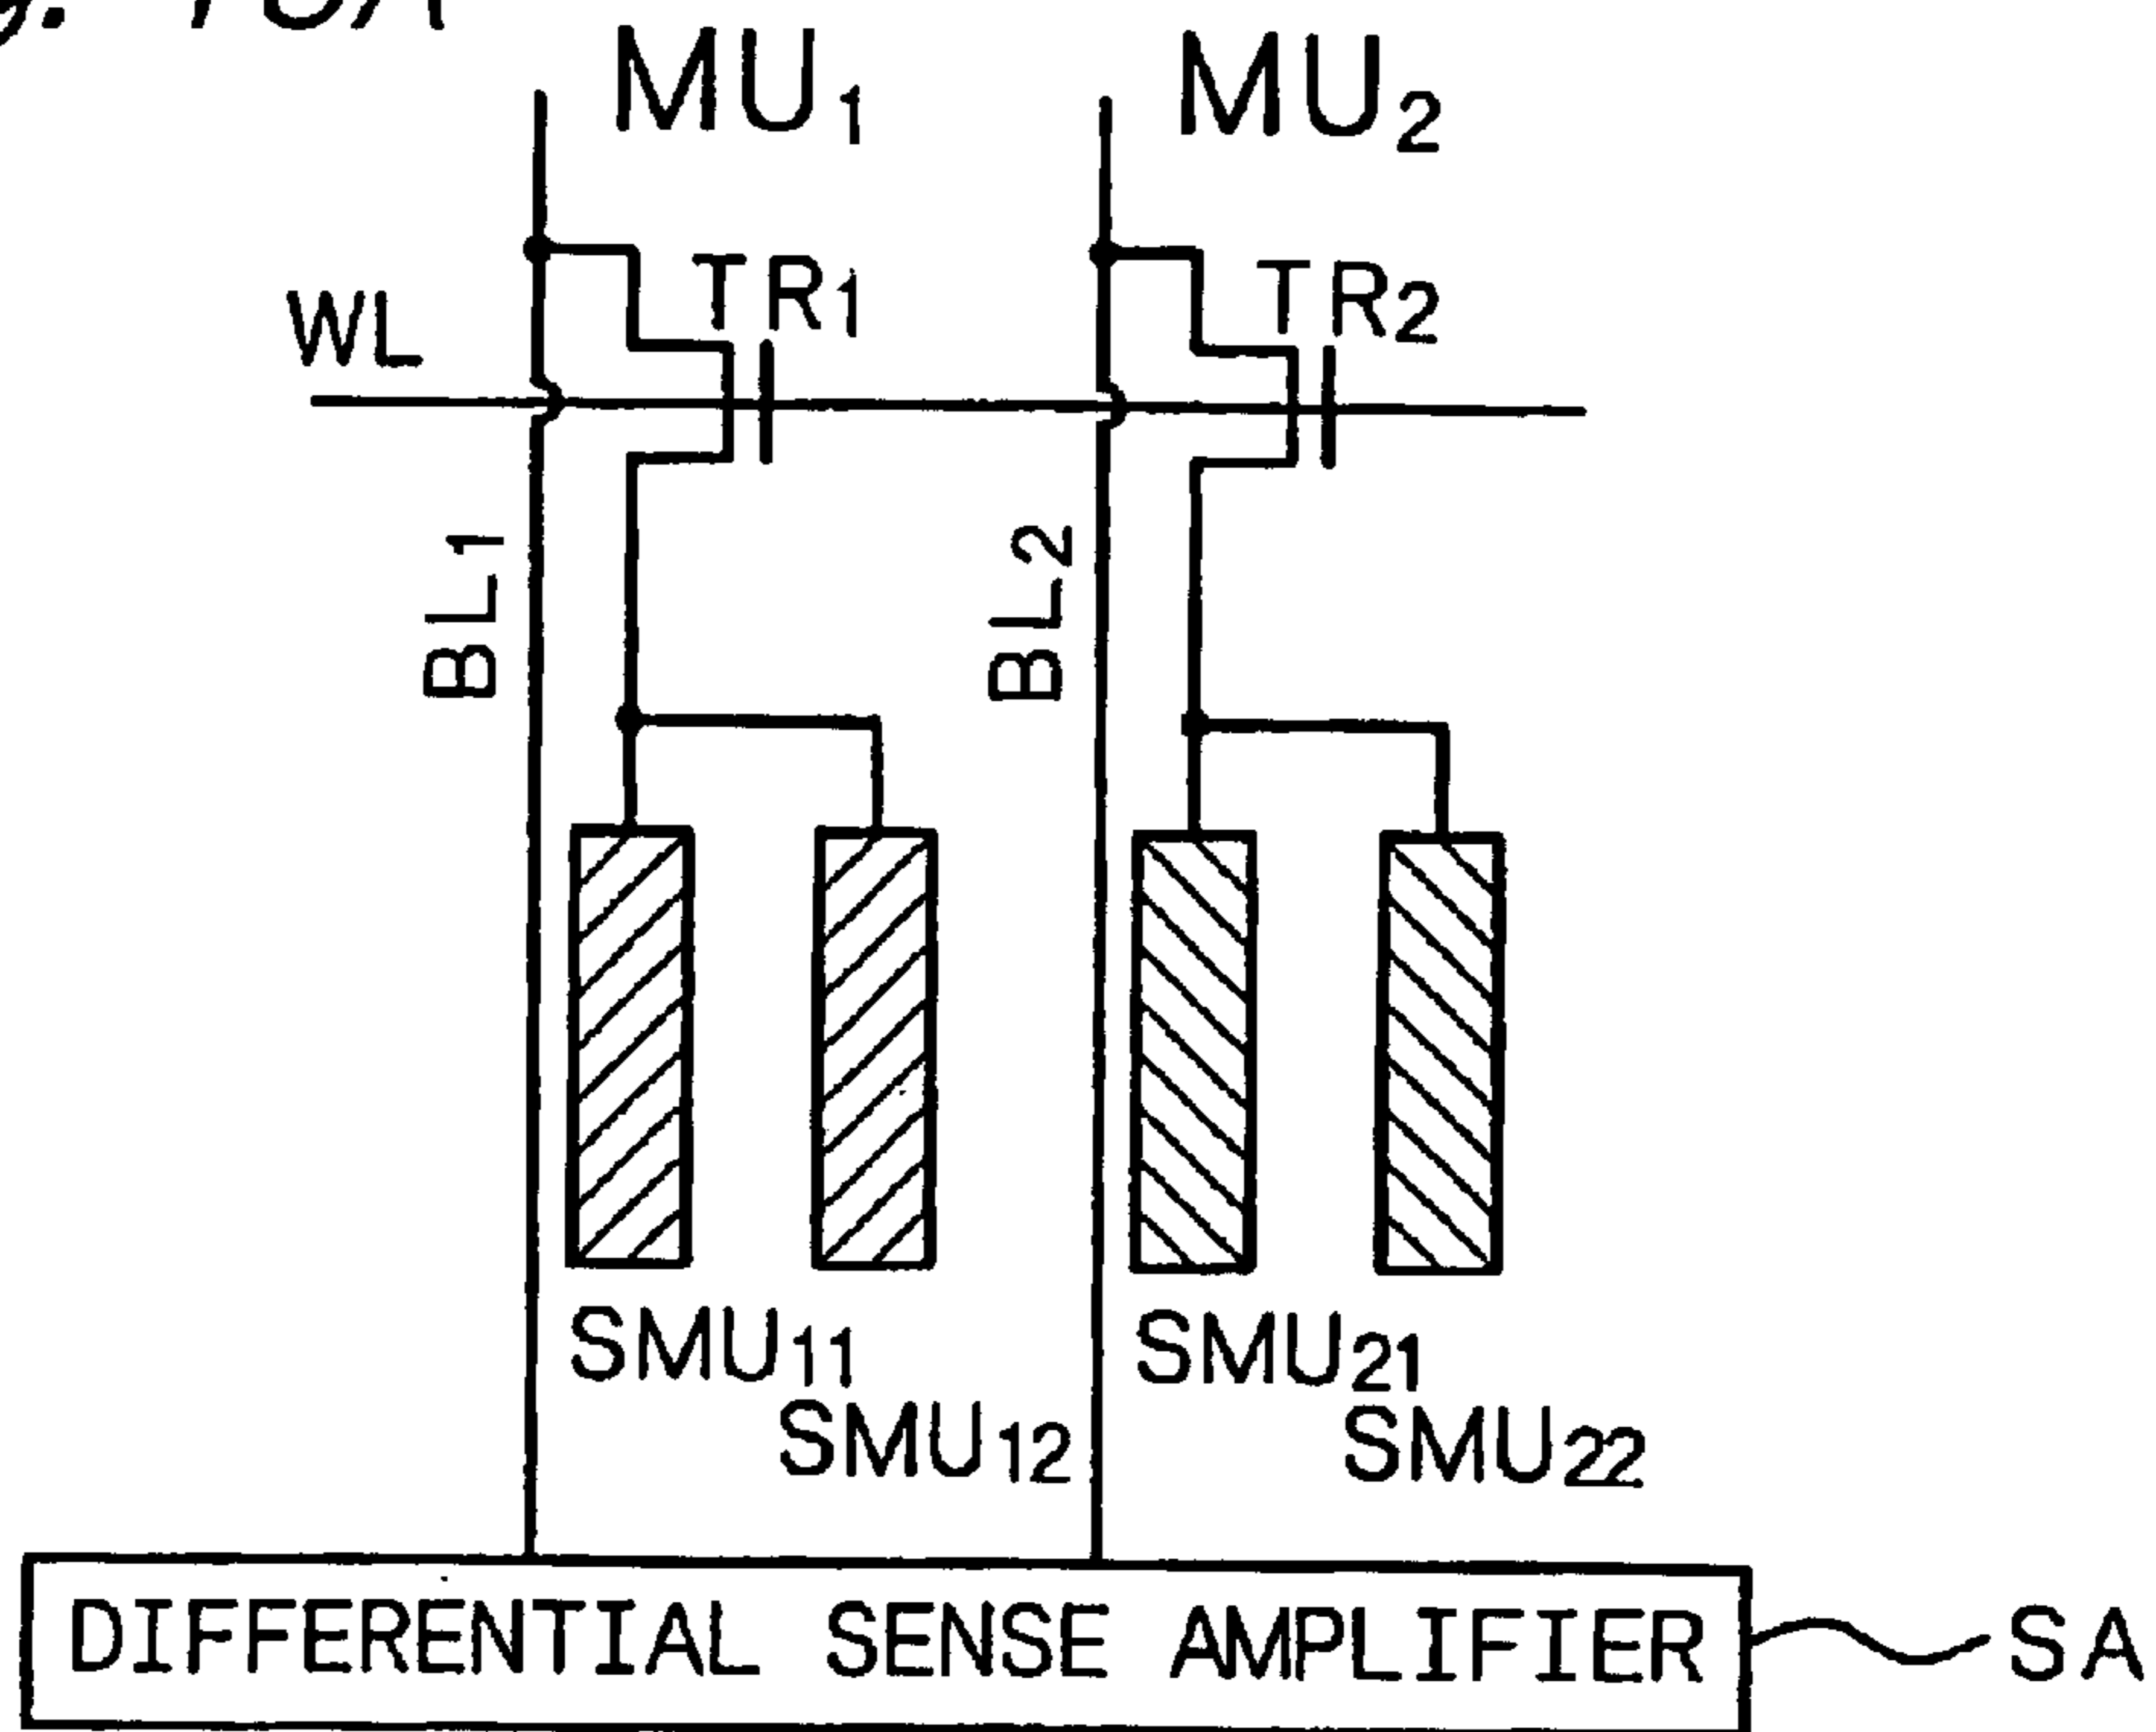 MU₁ MU₂
TR₁ TR₂
WL
BL₁ BL₂
SMU₁₁ SMU₂₁
SMU₁₂ SMU₂₂
DIFFERENTIAL SENSE AMPLIFIER SA